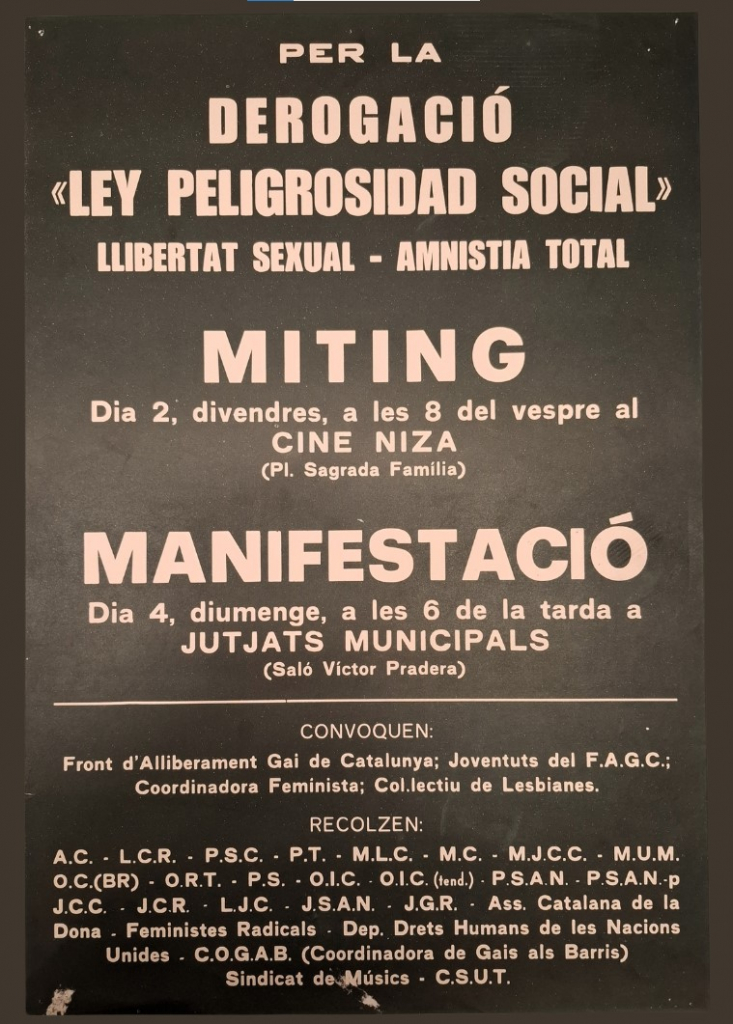 PER LA
DEROGACIÓ
«LEY PELIGROSIDAD SOCIAL»
LLIBERTAT SEXUAL - AMNISTIA TOTAL
MITING
Dia 2, divendres, a les 8 del vespre al
CINE NIZA
(Pl. Sagrada Família)
MANIFESTACIÓ
Dia 4, diumenge, a les 6 de la tarda a
JUTJATS MUNICIPALS
(Saló Víctor Pradera)
CONVOQUEN:
Front d'Alliberament Gai de Catalunya; Joventuts del F.A.G.C.;
Coordinadora Feminista; Col.lectiu de Lesbianes.
RECOLZEN:
A.C. - L.C.R. - P.S.C. - P.T. - M.L.C. - M.C. - M.J.C.C. - M.U.M.
O.C.(BR) - O.R.T. - P.S. - O.I.C. - O.I.C. (tend.) - P.S.A.N. - P.S.A.N.-p
J.C.C. - J.C.R. - L.J.C. - J.S.A.N. - J.G.R. - Ass. Catalana de la
Dona - Feministes Radicals - Dep. Drets Humans de les Nacions
Unides - C.O.G.A.B. (Coordinadora de Gais als Barris)
Sindicat de Músics - C.S.U.T.